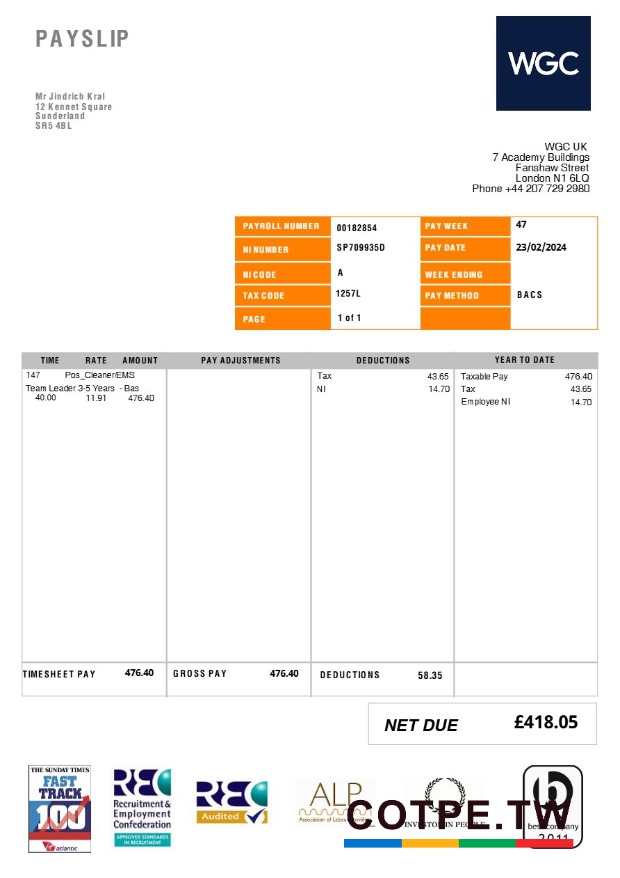 PAYSLIP
WGC
Mr Jindrich Kral
12 Kennet Square
Sunderland
SR5 4BL
WGC UK
7 Academy Buildings
Fanshaw Street
London N1 6LQ
Phone +44 207 729 2980
PAYROLL NUMBER 00182854 PAY WEEK 47
NI NUMBER SP709935D PAY DATE 23/02/2024
NI CODE A WEEK ENDING
TAX CODE 1257L PAY METHOD BACS
PAGE 1 of 1
TIME RATE AMOUNT PAY ADJUSTMENTS DEDUCTIONS YEAR TO DATE
147 Pos_Cleaner/EMS Tax 43.65 Taxable Pay 476.40
Team Leader 3-5 Years - Bas NI 14.70 Tax 43.65
40.00 11.91 476.40 Employee NI 14.70
TIMESHEET PAY 476.40 GROSS PAY 476.40 DEDUCTIONS 58.35
NET DUE £418.05
THE SUNDAY TIMES
FAST
TRACK
100
atlantic
REC
Recruitment &
Employment
Confederation
APPROVED STANDARDS
IN RECRUITMENT
REC
Audited
ALP
Association of Labour
INVESTOR IN PEOPLE
b
best company
2011
COTPE.TW